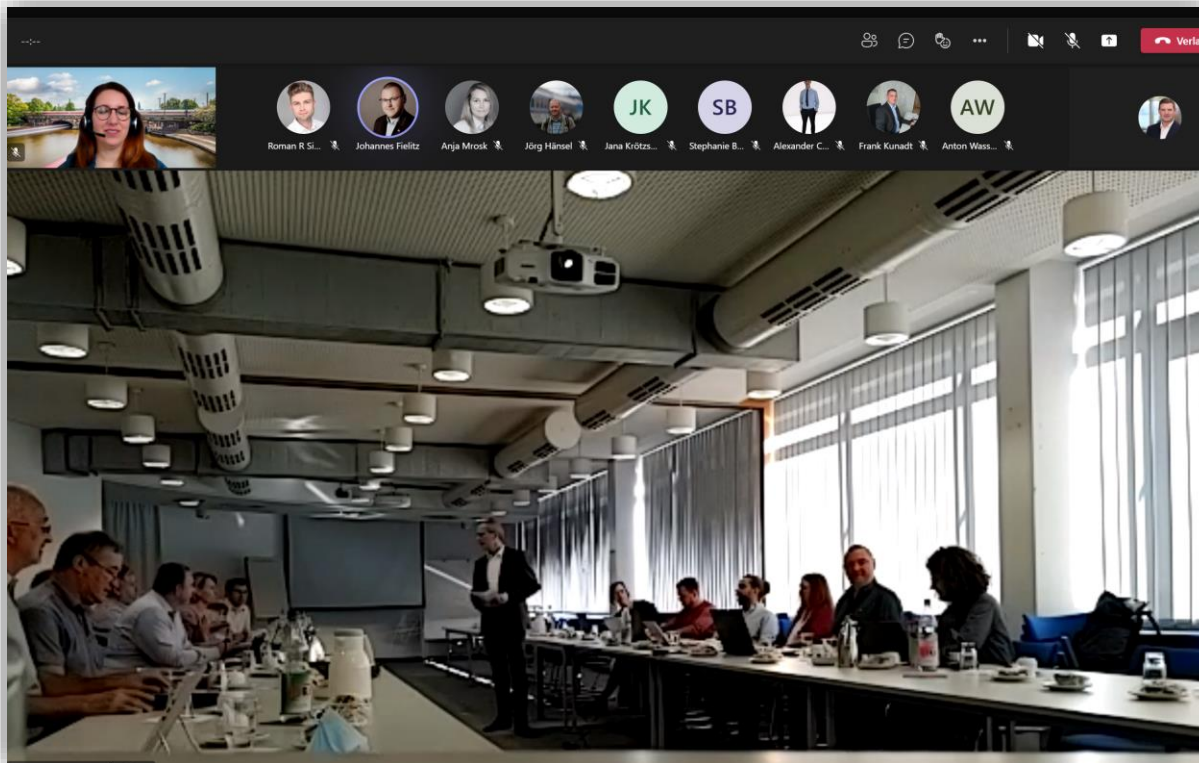 --:--
Verla
JK
SB
AW
Roman R Si...
Johannes Fielitz
Anja Mrosk
Jörg Hänsel
Jana Krötzs...
Stephanie B...
Alexander C...
Frank Kunadt
Anton Wass...